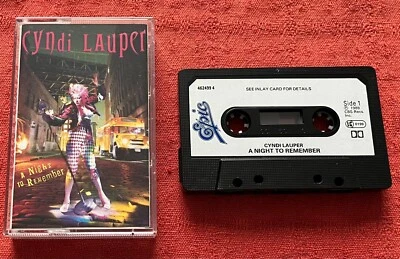 cyndi Lauper
A Night
to Remember
462499 4
SEE INLAY CARD FOR DETAILS
Epic
Side 1
CYNDI LAUPER
A NIGHT TO REMEMBER
Inc.